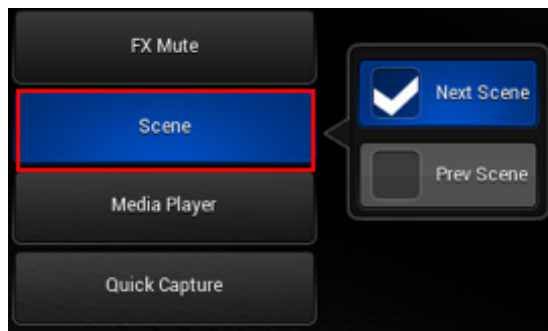 FX Mute
Scene
Media Player
Quick Capture
Next Scene
Prev Scene